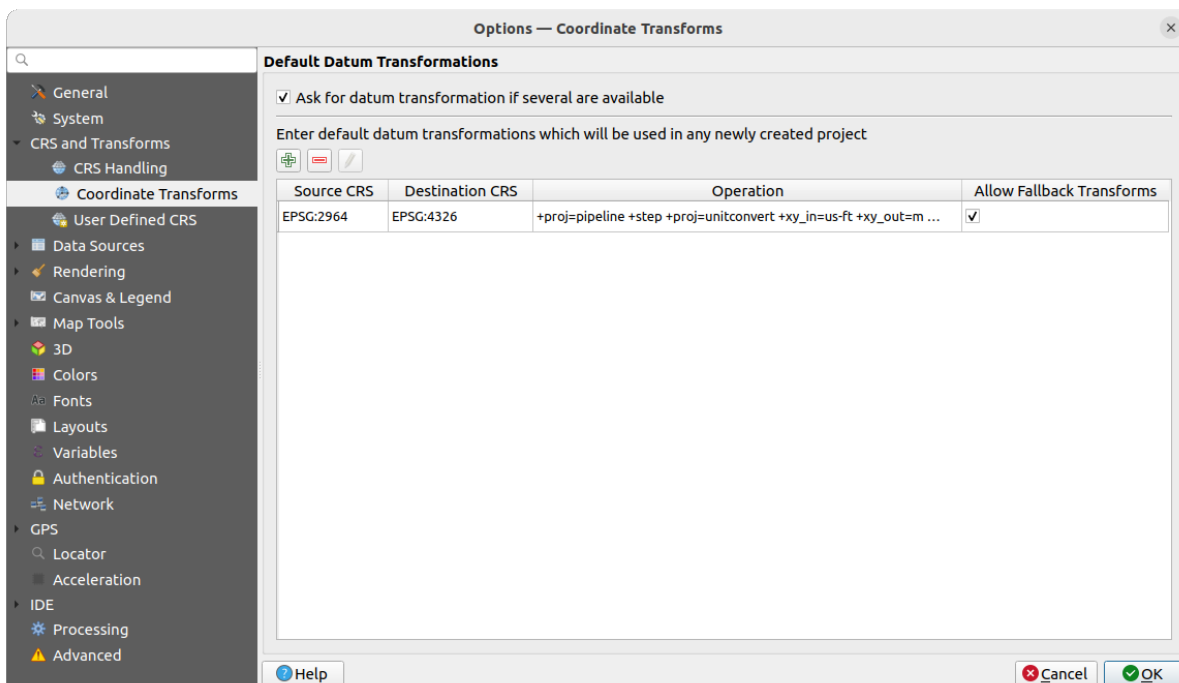 Options — Coordinate Transforms
Default Datum Transformations
General
System
CRS and Transforms
CRS Handling
Coordinate Transforms
User Defined CRS
Data Sources
Rendering
Canvas & Legend
Map Tools
3D
Colors
Aa Fonts
Layouts
Variables
Authentication
Network
GPS
Locator
Acceleration
IDE
Processing
Advanced
Ask for datum transformation if several are available
Enter default datum transformations which will be used in any newly created project
Source CRS Destination CRS Operation Allow Fallback Transforms
EPSG:2964 EPSG:4326 +proj=pipeline +step +proj=unitconvert +xy_in=us-ft +xy_out=m ...
Help Cancel OK